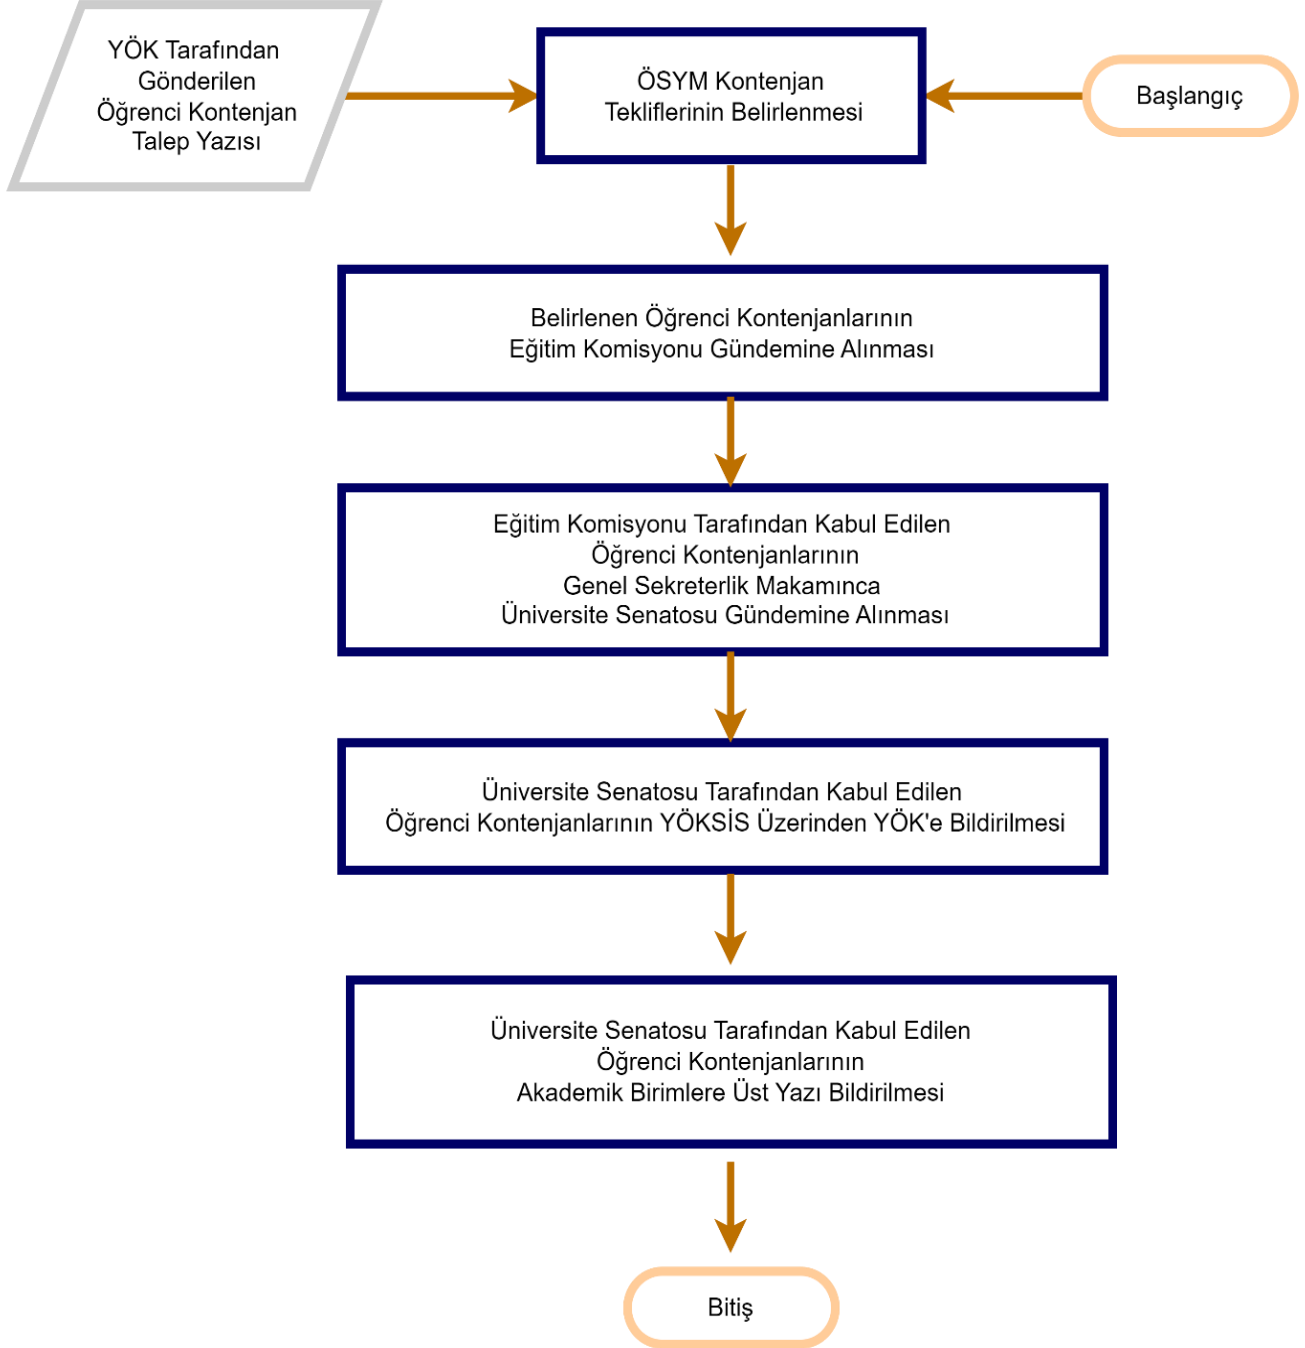 YÖK Tarafından
Gönderilen
Öğrenci Kontenjan
Talep Yazısı
ÖSYM Kontenjan
Tekliflerinin Belirlenmesi
Başlangıç
Belirlenen Öğrenci Kontenjanlarının
Eğitim Komisyonu Gündemine Alınması
Eğitim Komisyonu Tarafından Kabul Edilen
Öğrenci Kontenjanlarının
Genel Sekreterlik Makamınca
Üniversite Senatosu Gündemine Alınması
Üniversite Senatosu Tarafından Kabul Edilen
Öğrenci Kontenjanlarının YÖKSİS Üzerinden YÖK'e Bildirilmesi
Üniversite Senatosu Tarafından Kabul Edilen
Öğrenci Kontenjanlarının
Akademik Birimlere Üst Yazı Bildirilmesi
Bitiş